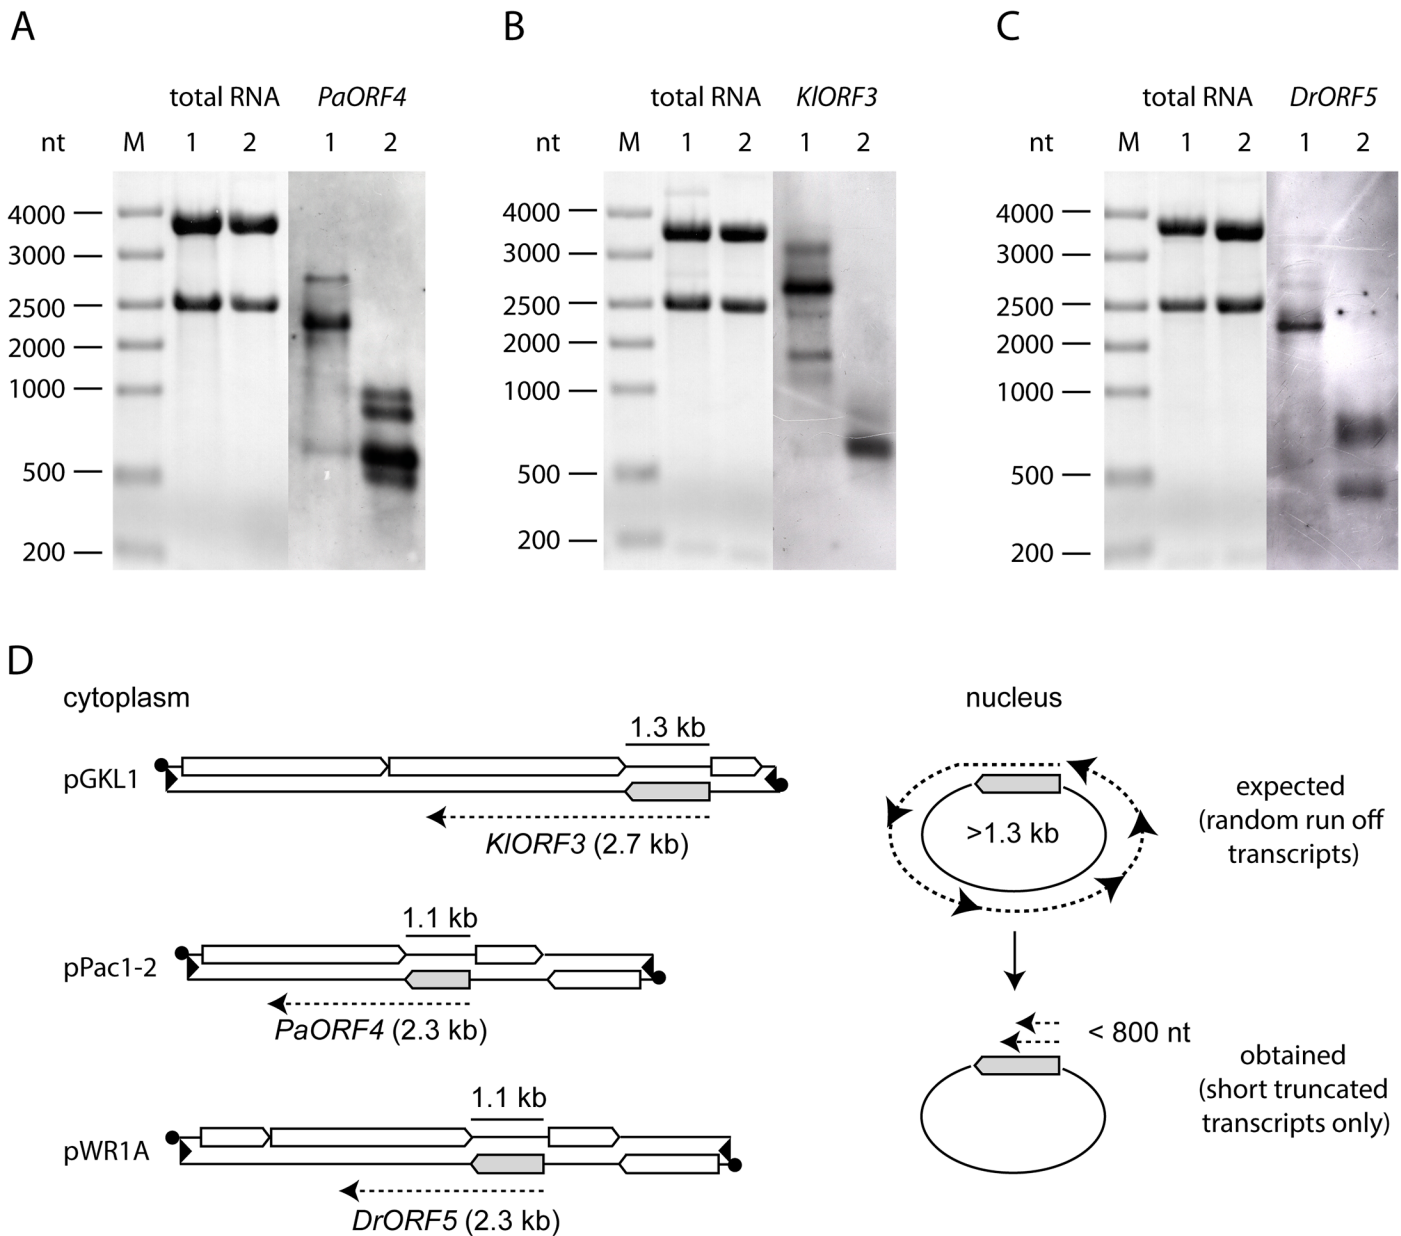 A
total RNA PaORF4
nt M 1 2 1 2
4000
3000
2500
2000
1000
500
200
B
total RNA KlORF3
nt M 1 2 1 2
4000
3000
2500
2000
1000
500
200
C
total RNA DrORF5
nt M 1 2 1 2
4000
3000
2500
2000
1000
500
200
D
cytoplasm
1.3 kb
pGKL1
KlORF3 (2.7 kb)
1.1 kb
pPac1-2
PaORF4 (2.3 kb)
1.1 kb
pWR1A
DrORF5 (2.3 kb)
nucleus
>1.3 kb
expected
(random run off
transcripts)
< 800 nt
obtained
(short truncated
transcripts only)